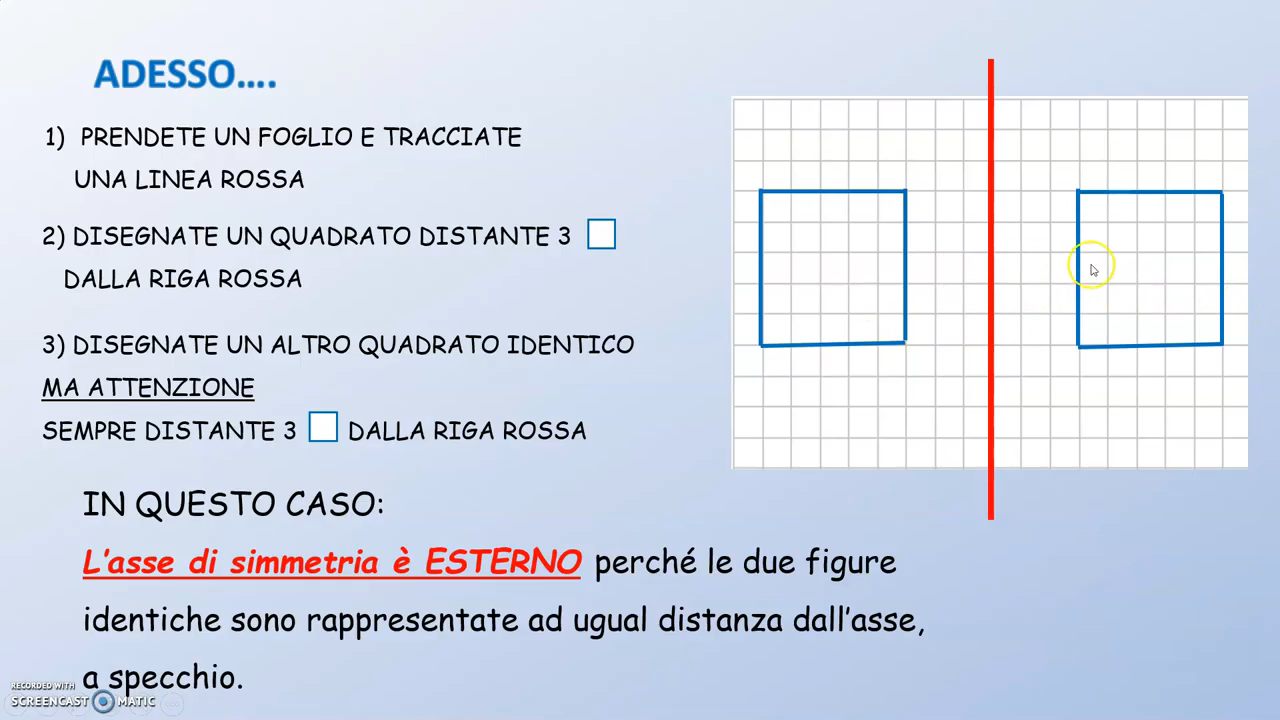 ADESSO....
1) PRENDETE UN FOGLIO E TRACCIATE
UNA LINEA ROSSA
2) DISEGNATE UN QUADRATO DISTANTE 3
DALLA RIGA ROSSA
3) DISEGNATE UN ALTRO QUADRATO IDENTICO
MA ATTENZIONE
SEMPRE DISTANTE 3 DALLA RIGA ROSSA
IN QUESTO CASO:
L'asse di simmetria è ESTERNO perché le due figure
identiche sono rappresentate ad ugual distanza dall'asse,
a specchio.
RECORDED WITH
SCREENCAST MATIC